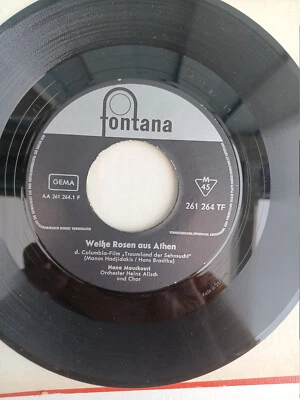 fontana
GEMA
AA 261 264.1 F
M
45
261 264 TF
Weiße Rosen aus Athen
d. Columbia-Film „Traumland der Sehnsucht"
(Manos Hadjidakis / Hans Bradtke)
Nana Mouskouri
Orchester Heinz Alisch
und Chor